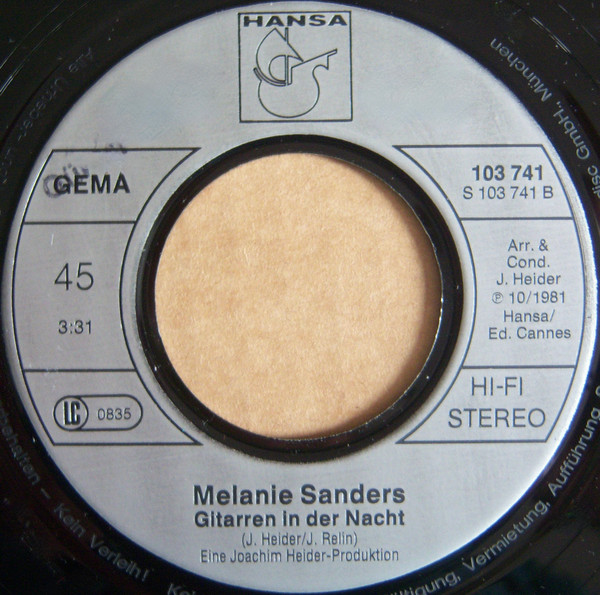 HANSA
GEMA
45
3:31
LC 0835
103 741
S 103 741 B
Arr. &
Cond.
J. Heider
℗ 10/1981
Hansa/
Ed. Cannes
HI-FI
STEREO
Melanie Sanders
Gitarren in der Nacht
(J. Heider/J. Relin)
Eine Joachim Heider-Produktion
disc GmbH, München
Vermietung, Aufführung
– Kein Verleih!